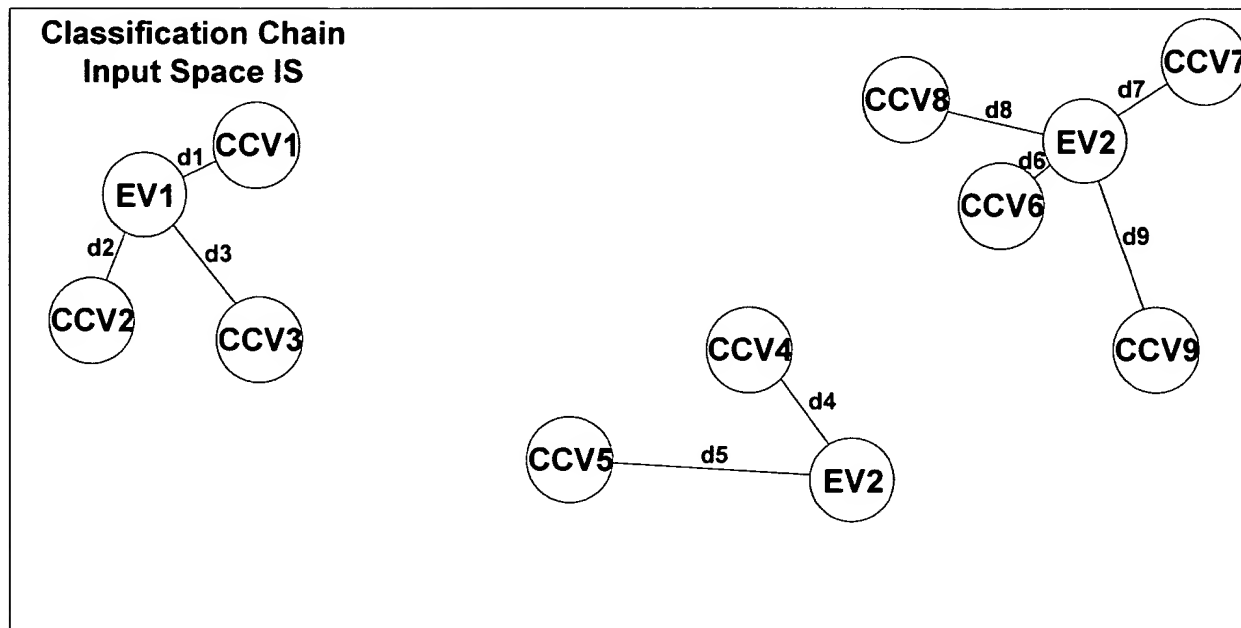 Classification Chain
Input Space IS
CCV1
d1
EV1
d2
d3
CCV2
CCV3
CCV7
CCV8
d7
d8
EV2
d6
CCV6
d9
CCV9
CCV4
d4
CCV5
d5
EV2